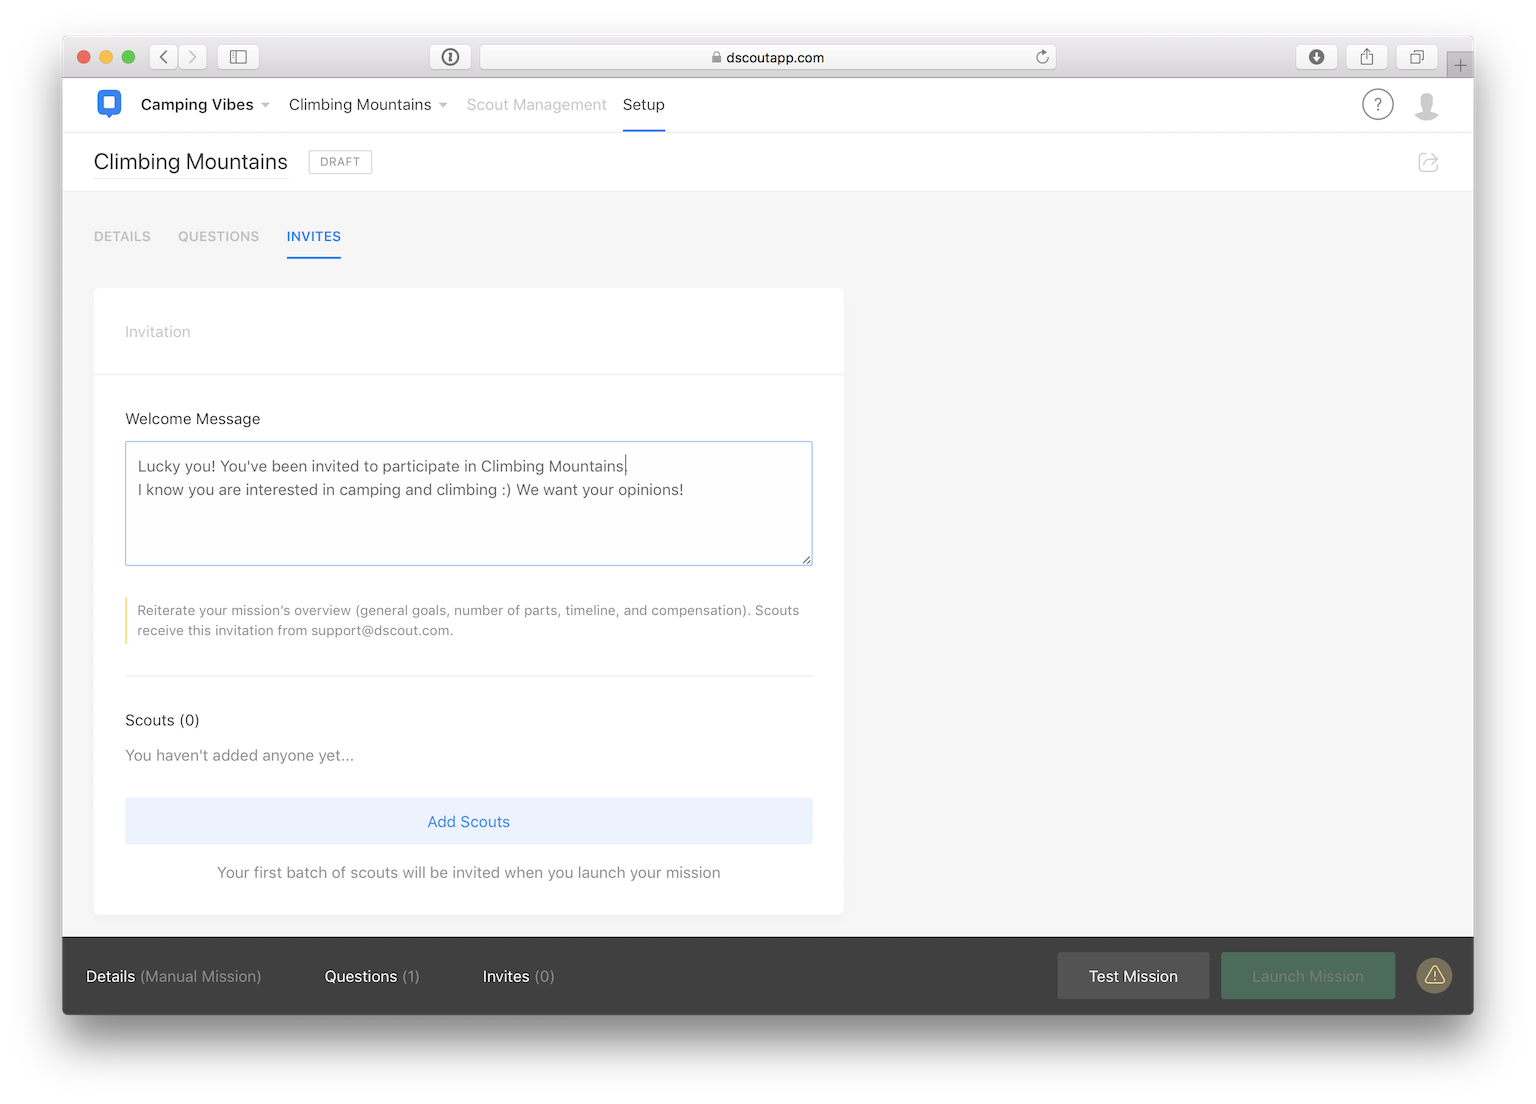 dscoutapp.com
Camping Vibes Climbing Mountains Scout Management Setup ?
Climbing Mountains DRAFT
DETAILS QUESTIONS INVITES
Invitation
Welcome Message
Lucky you! You've been invited to participate in Climbing Mountains
I know you are interested in camping and climbing :) We want your opinions!
Reiterate your mission's overview (general goals, number of parts, timeline, and compensation). Scouts
receive this invitation from support@dscout.com.
Scouts (0)
You haven't added anyone yet...
Add Scouts
Your first batch of scouts will be invited when you launch your mission
Details (Manual Mission) Questions (1) Invites (0) Test Mission Launch Mission